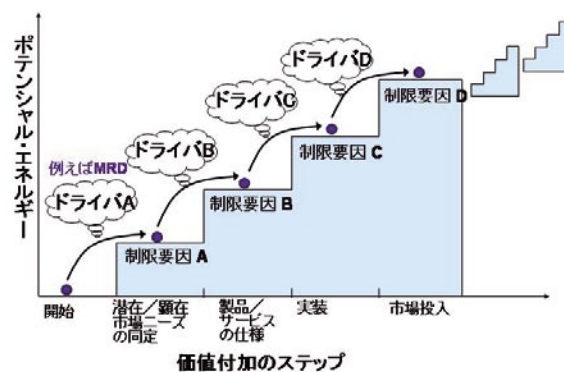 ポテンシャル・エネルギー
ドライバD
ドライバC
ドライバB
例えばMRD
ドライバA
制限要因 D
制限要因 C
制限要因 B
制限要因 A
開始
潜在／顕在
市場ニーズ
の同定
製品／
サービス
の仕様
実装
市場投入
価値付加のステップ